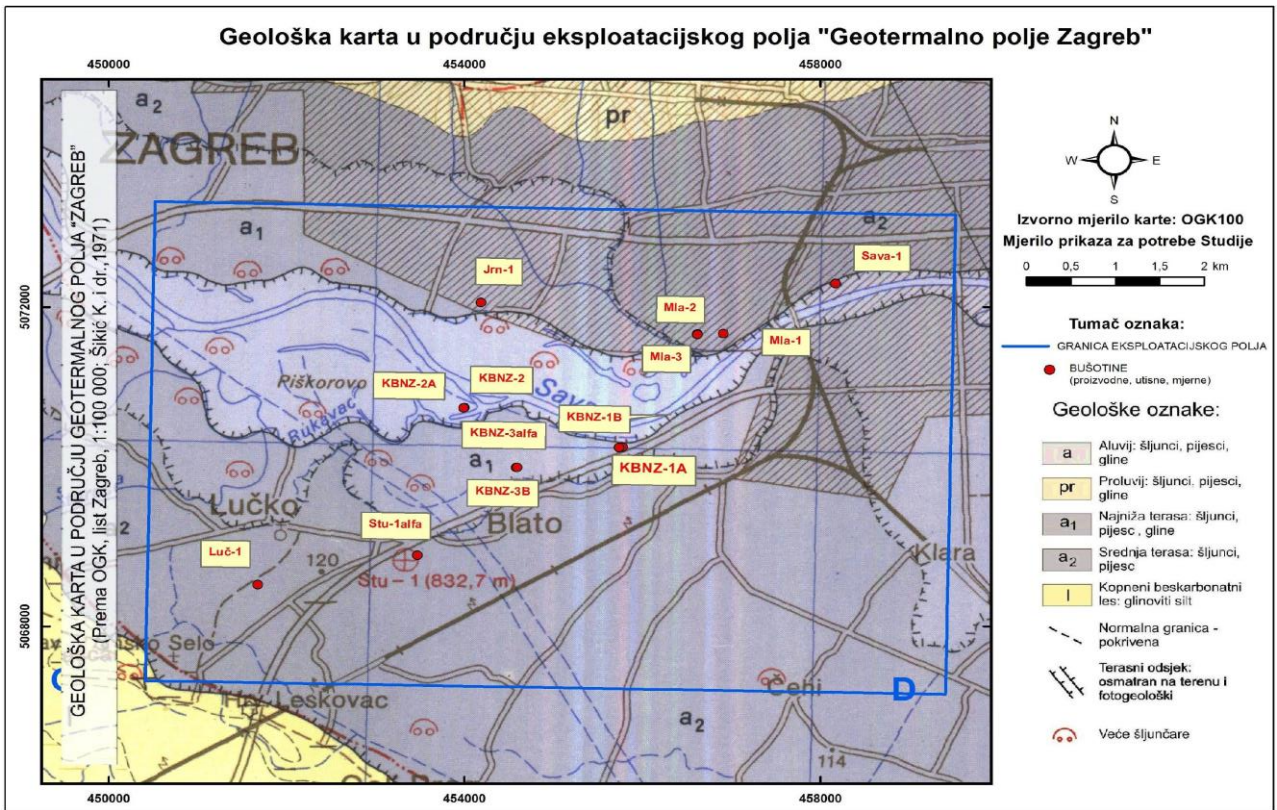 Geološka karta u području eksploatacijskog polja "Geotermalno polje Zagreb"
450000
454000
458000
5072000
5068000
GEOLOŠKA KARTA U PODRUČJU GEOTERMALNOG POLJA "ZAGREB"
(Prema OGK, list Zagreb, 1:100 000; Šikić K. i dr.,1971)
a2
ZAGREB
pr
a1
a2
Sava-1
Jrn-1
Mla-2
Mla-3
Mla-1
Piškorovo
KBNZ-2A
KBNZ-2
Sava
Rukavac
KBNZ-1B
KBNZ-3alfa
a1
KBNZ-1A
KBNZ-3B
Lučko
Stu-1alfa
Blato
Luč-1
120
Stu – 1 (832,7 m)
Klara
nsko Selo
Leskovac
Čehi
D
a2
114
450000
454000
458000
N
W
E
S
Izvorno mjerilo karte: OGK100
Mjerilo prikaza za potrebe Studije
0 0,5 1 1,5 2 km
Tumač oznaka:
GRANICA EKSPLOATACIJSKOG POLJA
BUŠOTINE
(proizvodne, utisne, mjerne)
Geološke oznake:
a Aluvij: šljunci, pijesci,
gline
pr Proluvij: šljunci, pijesci,
gline
a1 Najniža terasa: šljunci,
pijesc , gline
a2 Srednja terasa: šljunci,
pijesc
l Kopneni beskarbonatni
les: glinoviti silt
Normalna granica -
pokrivena
Terasni odsjek:
osmatran na terenu i
fotogeološki
Veće šljunčare